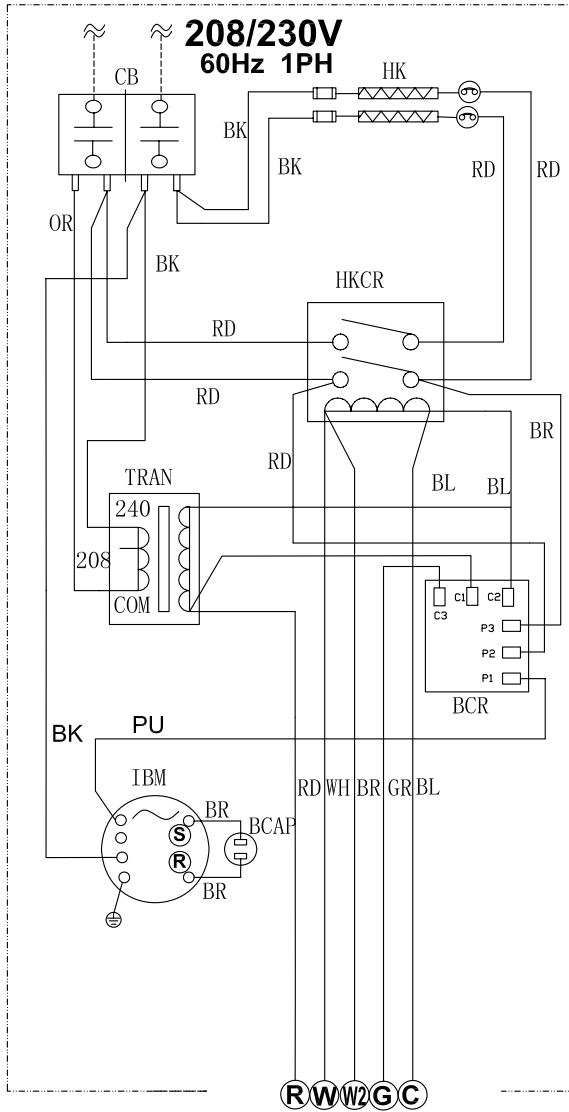 208/230V
60Hz 1PH
CB
HK
BK
BK
RD
RD
OR
BK
HKCR
RD
RD
BR
RD
TRAN
BL
BL
240
208
COM
C3
C1
C2
P3
P2
P1
BCR
BK
PU
IBM
RD WH BR GR BL
BR
BCAP
S
R
BR
R W W2 G C